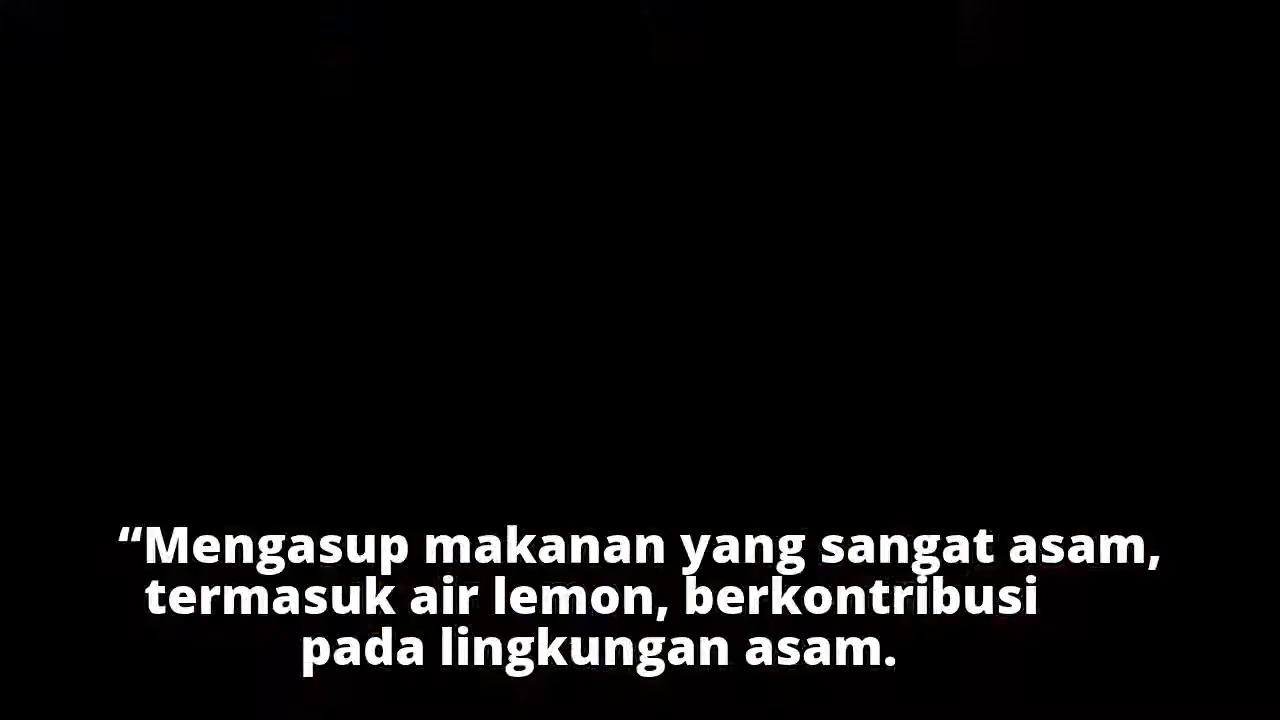 “Mengasup makanan yang sangat asam,
termasuk air lemon, berkontribusi
pada lingkungan asam.